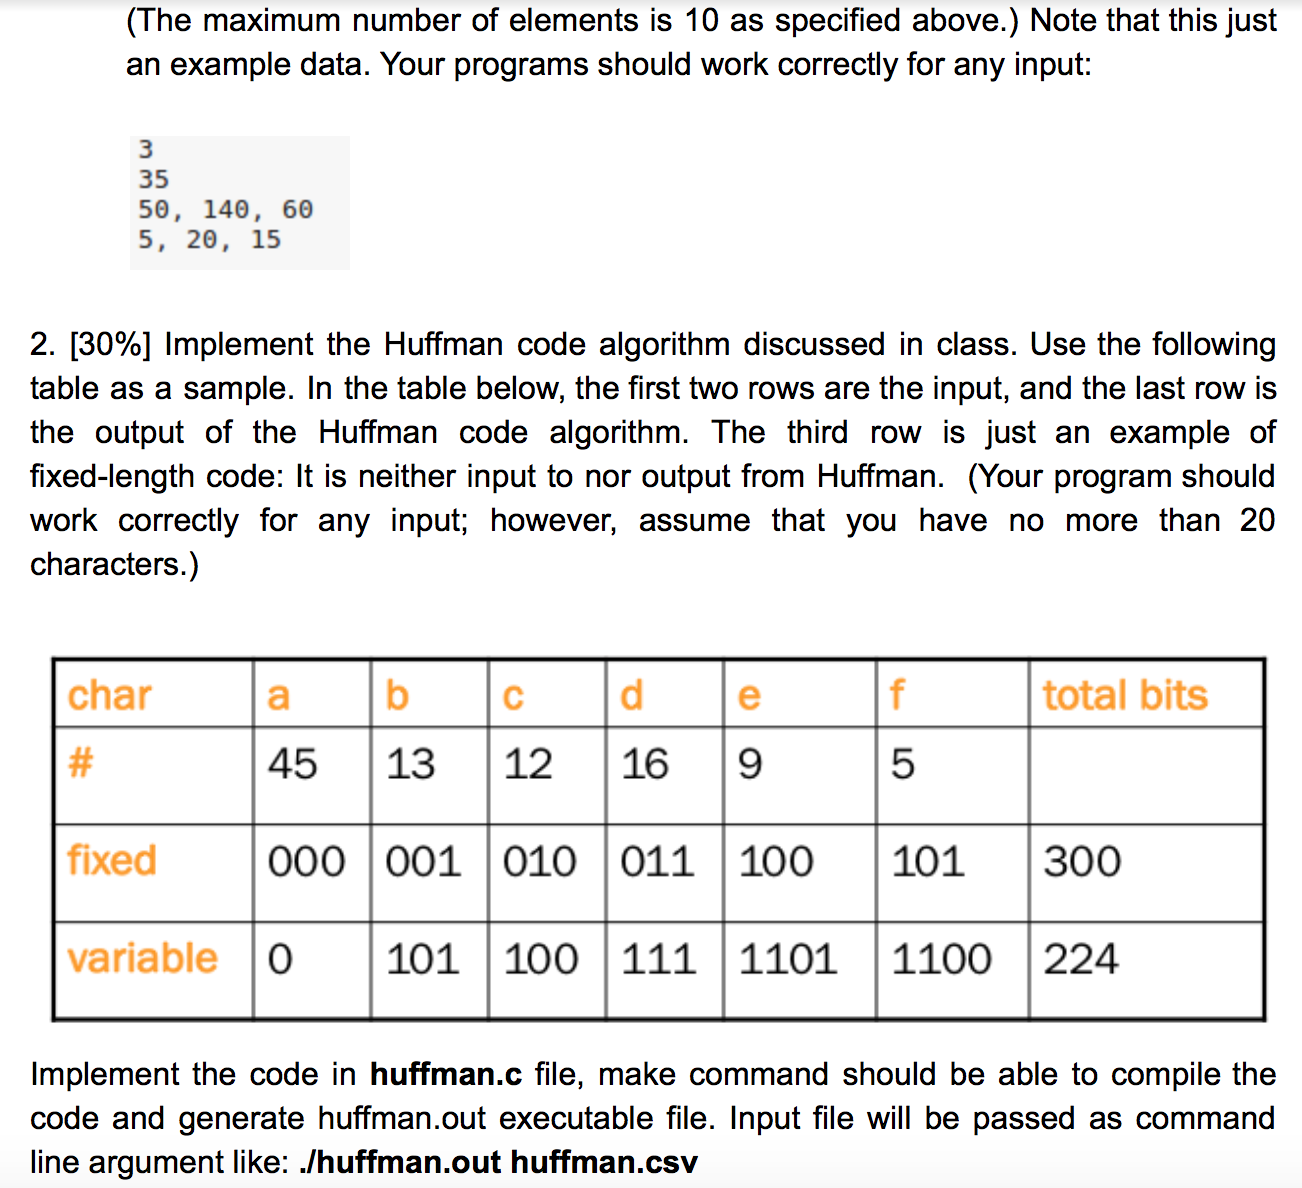 (The maximum number of elements is 10 as specified above.) Note that this just
an example data. Your programs should work correctly for any input:
3
35
50, 140, 60
5, 20, 15
2. [30%] Implement the Huffman code algorithm discussed in class. Use the following
table as a sample. In the table below, the first two rows are the input, and the last row is
the output of the Huffman code algorithm. The third row is just an example of
fixed-length code: It is neither input to nor output from Huffman. (Your program should
work correctly for any input; however, assume that you have no more than 20
characters.)
char a b c d e f total bits
# 45 13 12 16 9 5
fixed 000 001 010 011 100 101 300
variable 0 101 100 111 1101 1100 224
Implement the code in huffman.c file, make command should be able to compile the
code and generate huffman.out executable file. Input file will be passed as command
line argument like: ./huffman.out huffman.csv